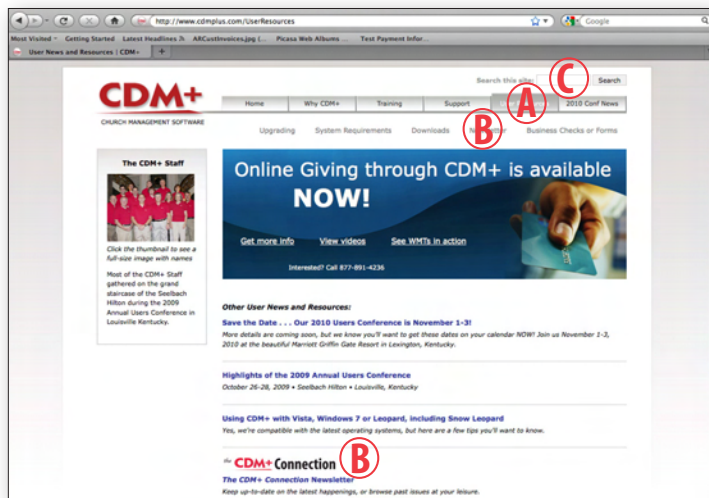 http://www.cdmplus.com/UserResources
Google
Most Visited Getting Started Latest Headlines ARCustInvoices.jpg (... Picasa Web Albums ... Test Payment Infor...
User News and Resources | CDM+
Search this site: C Search
CDM+
CHURCH MANAGEMENT SOFTWARE
Home Why CDM+ Training Support A 2010 Conf News
Upgrading System Requirements Downloads B Business Checks or Forms
The CDM+ Staff
Click the thumbnail to see a
full-size image with names
Most of the CDM+ Staff
gathered on the grand
staircase of the Seelbach
Hilton during the 2009
Annual Users Conference in
Louisville Kentucky.
Online Giving through CDM+ is available
NOW!
Get more info View videos See WMTs in action
Interested? Call 877-891-4236
Other User News and Resources:
Save the Date . . . Our 2010 Users Conference is November 1-3!
More details are coming soon, but we know you'll want to get these dates on your calendar NOW! Join us November 1-3,
2010 at the beautiful Marriott Griffin Gate Resort in Lexington, Kentucky.
Highlights of the 2009 Annual Users Conference
October 26-28, 2009 • Seelbach Hilton • Louisville, Kentucky
Using CDM+ with Vista, Windows 7 or Leopard, including Snow Leopard
Yes, we're compatible with the latest operating systems, but here are a few tips you'll want to know.
the CDM+ Connection B
The CDM+ Connection Newsletter
Keep up-to-date on the latest happenings, or browse past issues at your leisure.